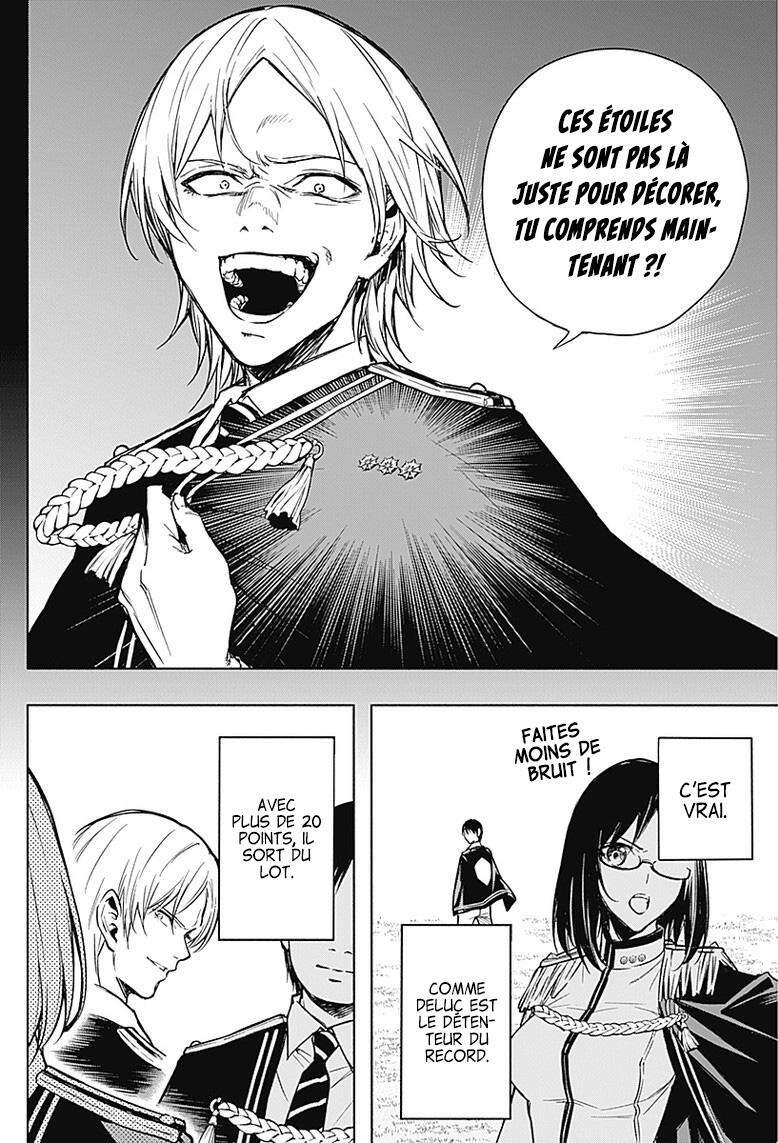 CES ÉTOILES
NE SONT PAS LÀ
JUSTE POUR DÉCORER,
TU COMPRENDS MAIN-
TENANT ?!
FAITES
MOINS DE
BRUIT !
C'EST
VRAI.
COMME
DELUC EST
LE DÉTEN-
TEUR DU
RECORD.
AVEC
PLUS DE 20
POINTS, IL
SORT DU
LOT.